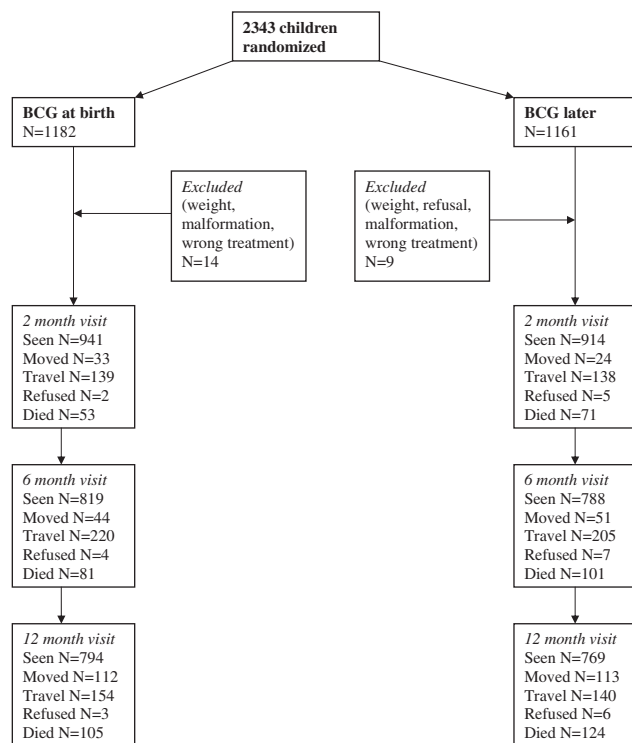 2343 children
randomized
BCG at birth
N=1182
BCG later
N=1161
Excluded
(weight,
malformation,
wrong treatment)
N=14
Excluded
(weight, refusal,
malformation,
wrong treatment)
N=9
2 month visit
Seen N=941
Moved N=33
Travel N=139
Refused N=2
Died N=53
2 month visit
Seen N=914
Moved N=24
Travel N=138
Refused N=5
Died N=71
6 month visit
Seen N=819
Moved N=44
Travel N=220
Refused N=4
Died N=81
6 month visit
Seen N=788
Moved N=51
Travel N=205
Refused N=7
Died N=101
12 month visit
Seen N=794
Moved N=112
Travel N=154
Refused N=3
Died N=105
12 month visit
Seen N=769
Moved N=113
Travel N=140
Refused N=6
Died N=124